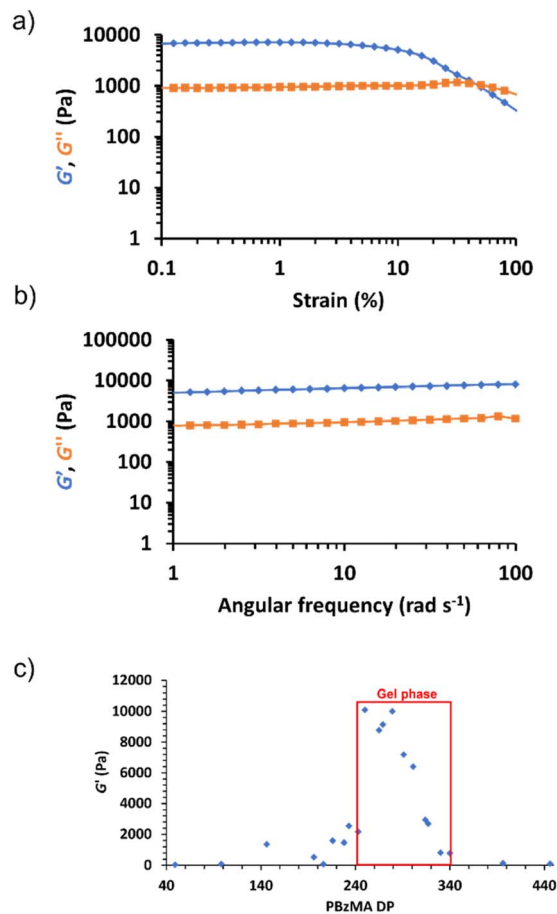 a)
10000
1000
100
10
1
G', G'' (Pa)
0.1 1 10 100
Strain (%)
b)
100000
10000
1000
100
10
1
G', G'' (Pa)
1 10 100
Angular frequency (rad s⁻¹)
c)
Gel phase
12000
10000
8000
6000
4000
2000
0
G' (Pa)
40 140 240 340 440
PBzMA DP